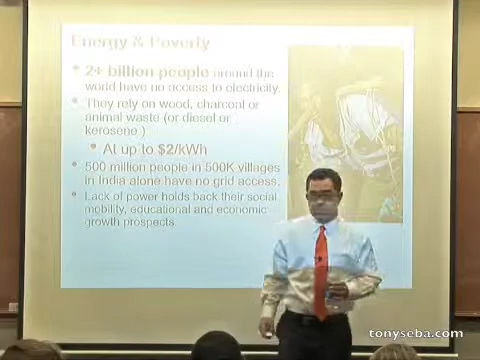 Energy & Poverty
• 2+ billion people around the
world have no access to electricity.
• They rely on wood, charcoal or
animal waste (or diesel or
kerosene )
• At up to $2/kWh
• 500 million people in 500K villages
in India alone have no grid access.
• Lack of power holds back their social
mobility, educational and economic
growth prospects
tonyseba.com